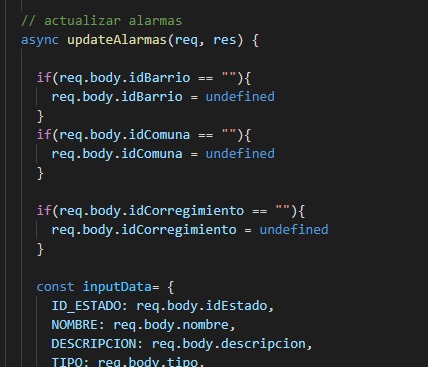 // actualizar alarmas
async updateAlarmas(req, res) {
if(req.body.idBarrio == ""){
req.body.idBarrio = undefined
}
if(req.body.idComuna == ""){
req.body.idComuna = undefined
}
if(req.body.idCorregimiento == ""){
req.body.idCorregimiento = undefined
}
const inputData= {
ID_ESTADO: req.body.idEstado,
NOMBRE: req.body.nombre,
DESCRIPCION: req.body.descripcion,
TIPO: req.body.tipo,